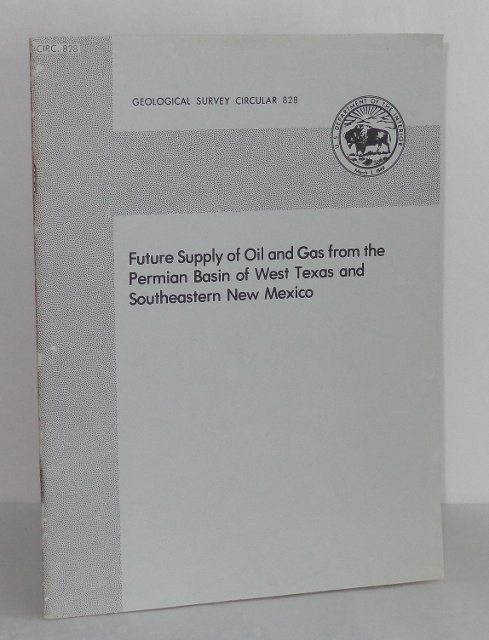 CIRC. 828
GEOLOGICAL SURVEY CIRCULAR 828
U.S. DEPARTMENT OF THE INTERIOR
March 3, 1849
Future Supply of Oil and Gas from the
Permian Basin of West Texas and
Southeastern New Mexico